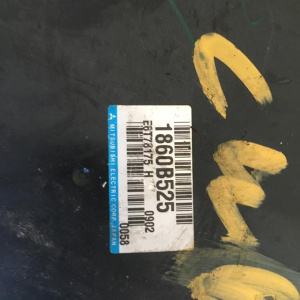 1860B525
E6T76175 H
0902
0058
MITSUBISHI ELECTRIC CORP. JAPAN